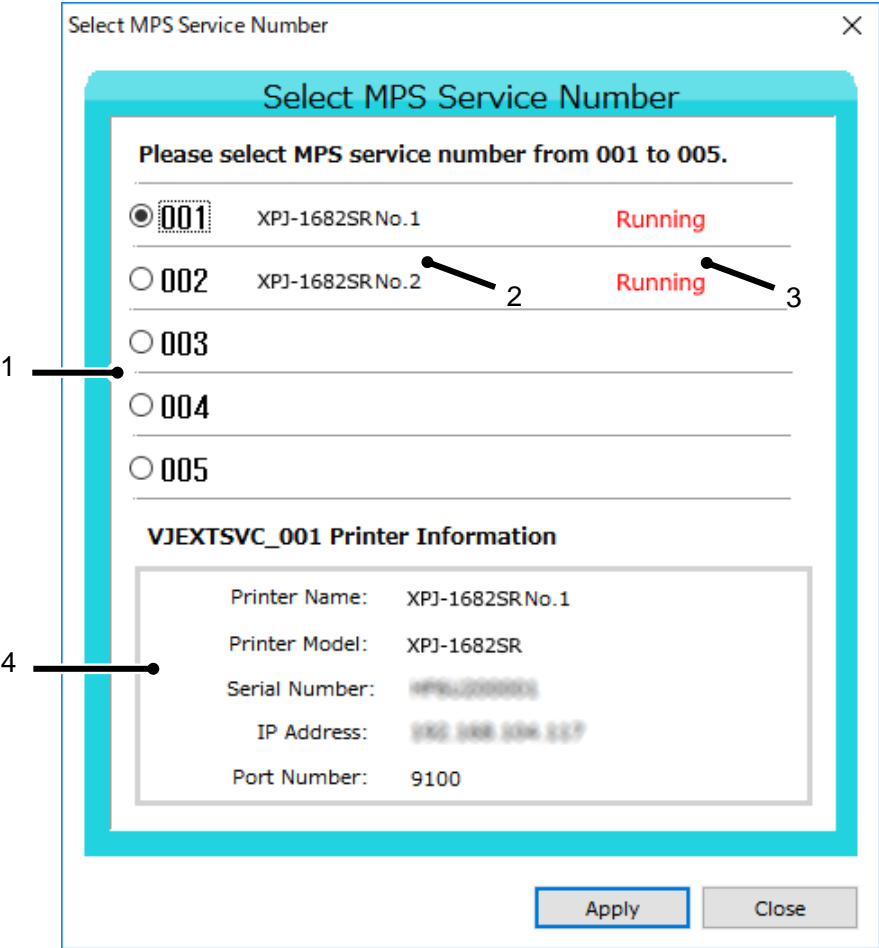 Select MPS Service Number
Select MPS Service Number
Please select MPS service number from 001 to 005.
001 XPJ-1682SR No.1 Running
002 XPJ-1682SR No.2 Running
2
3
003
1
004
005
VJEXTSVC_001 Printer Information
Printer Name: XPJ-1682SR No.1
Printer Model: XPJ-1682SR
4
Serial Number:
IP Address:
Port Number: 9100
Apply Close